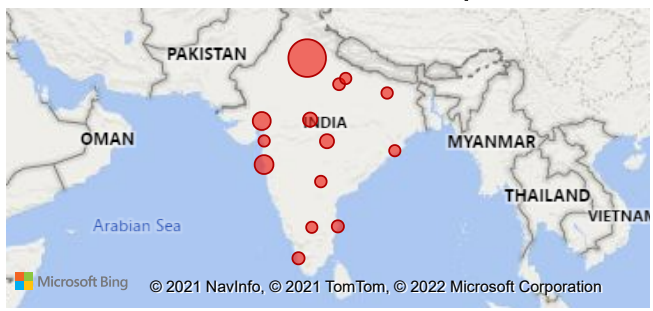 PAKISTAN
INDIA
OMAN
MYANMAR
THAILAND
VIETNAM
Arabian Sea
Microsoft Bing
© 2021 NavInfo, © 2021 TomTom, © 2022 Microsoft Corporation